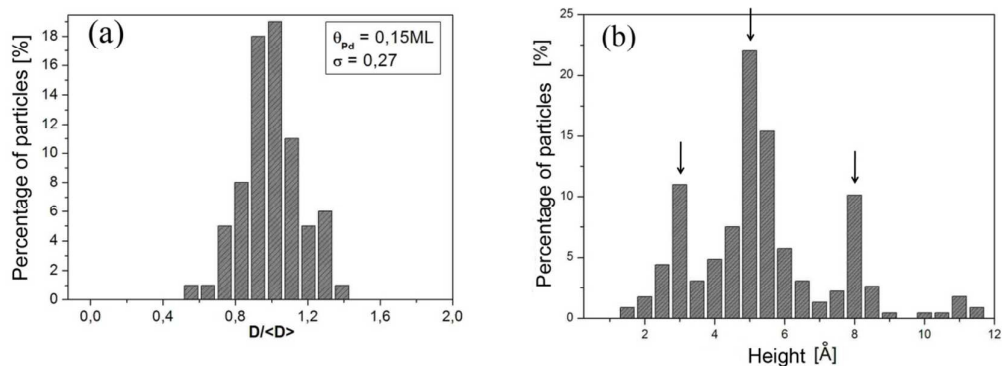 (a)
θPd = 0,15ML
σ = 0,27
Percentage of particles [%]
18
16
14
12
10
8
6
4
2
0
0,0 0,4 0,8 1,2 1,6 2,0
D/<D>
(b)
Percentage of particles [%]
25
20
15
10
5
0
2 4 6 8 10 12
Height [Å]